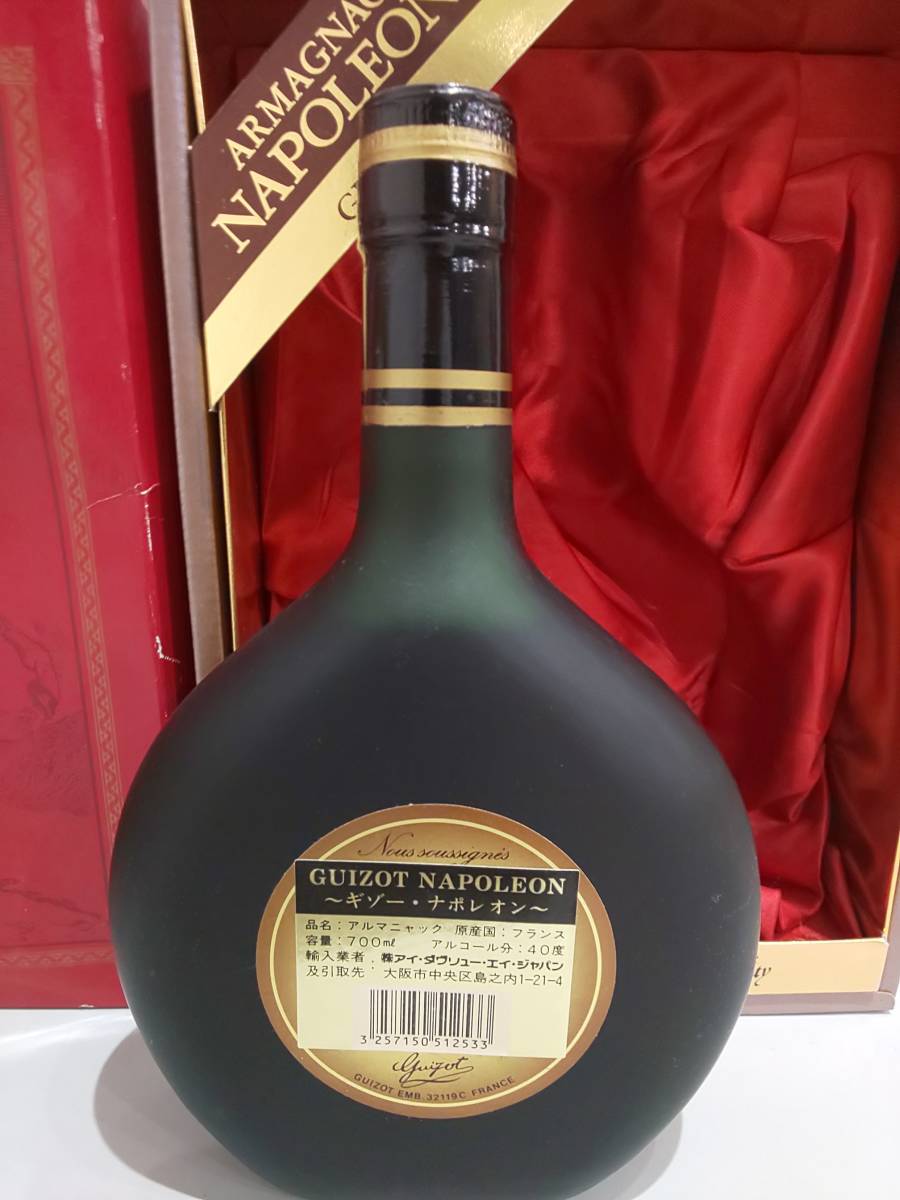 ARMAGNAC
NAPOLEON
G
Nous soussignés
GUIZOT NAPOLEON
～ギゾー・ナポレオン～
品名：アルマニャック 原産国：フランス
容量：700㎖ アルコール分：40度
輸入業者 ㈱アイ・ダヴリュー・エイ・ジャパン
及引取先：大阪市中央区島之内1-21-4
3 257150 512533
Guizot
GUIZOT EMB. 32119C FRANCE